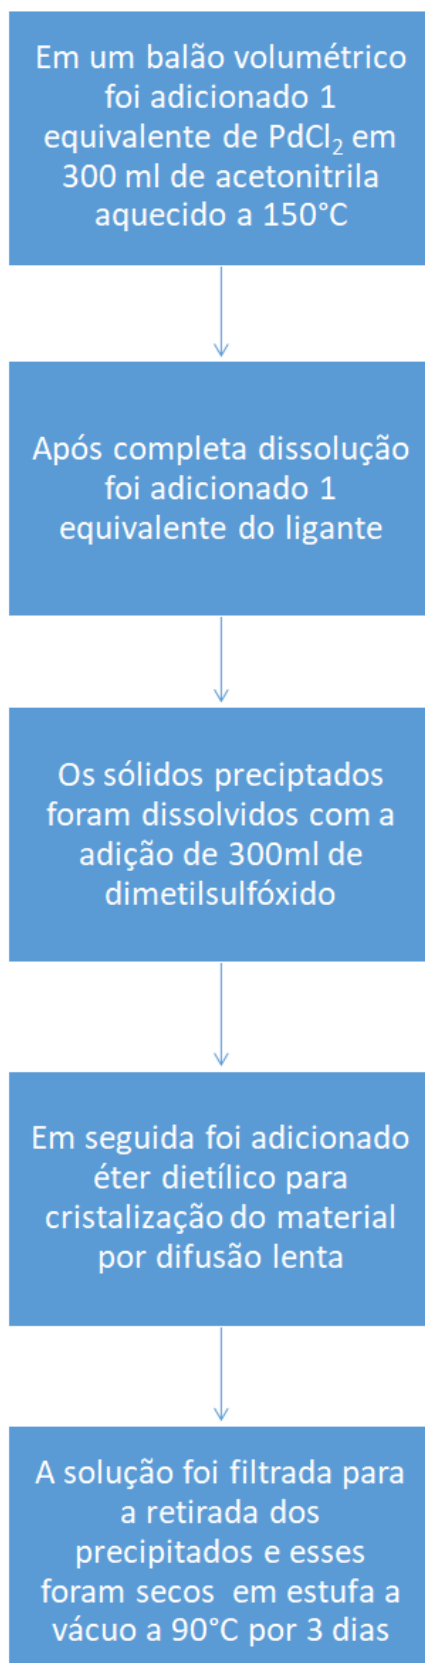 Em um balão volumétrico
foi adicionado 1
equivalente de PdCl₂ em
300 ml de acetonitrila
aquecido a 150°C
Após completa dissolução
foi adicionado 1
equivalente do ligante
Os sólidos preciptados
foram dissolvidos com a
adição de 300ml de
dimetilsulfóxido
Em seguida foi adicionado
éter dietílico para
cristalização do material
por difusão lenta
A solução foi filtrada para
a retirada dos
precipitados e esses
foram secos em estufa a
vácuo a 90°C por 3 dias